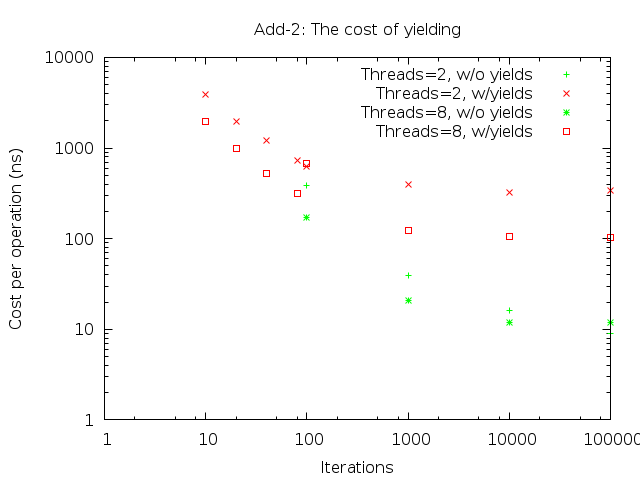 Add-2: The cost of yielding
Threads=2, w/o yields
Threads=2, w/yields
Threads=8, w/o yields
Threads=8, w/yields
Cost per operation (ns)
10000
1000
100
10
1
1 10 100 1000 10000 100000
Iterations